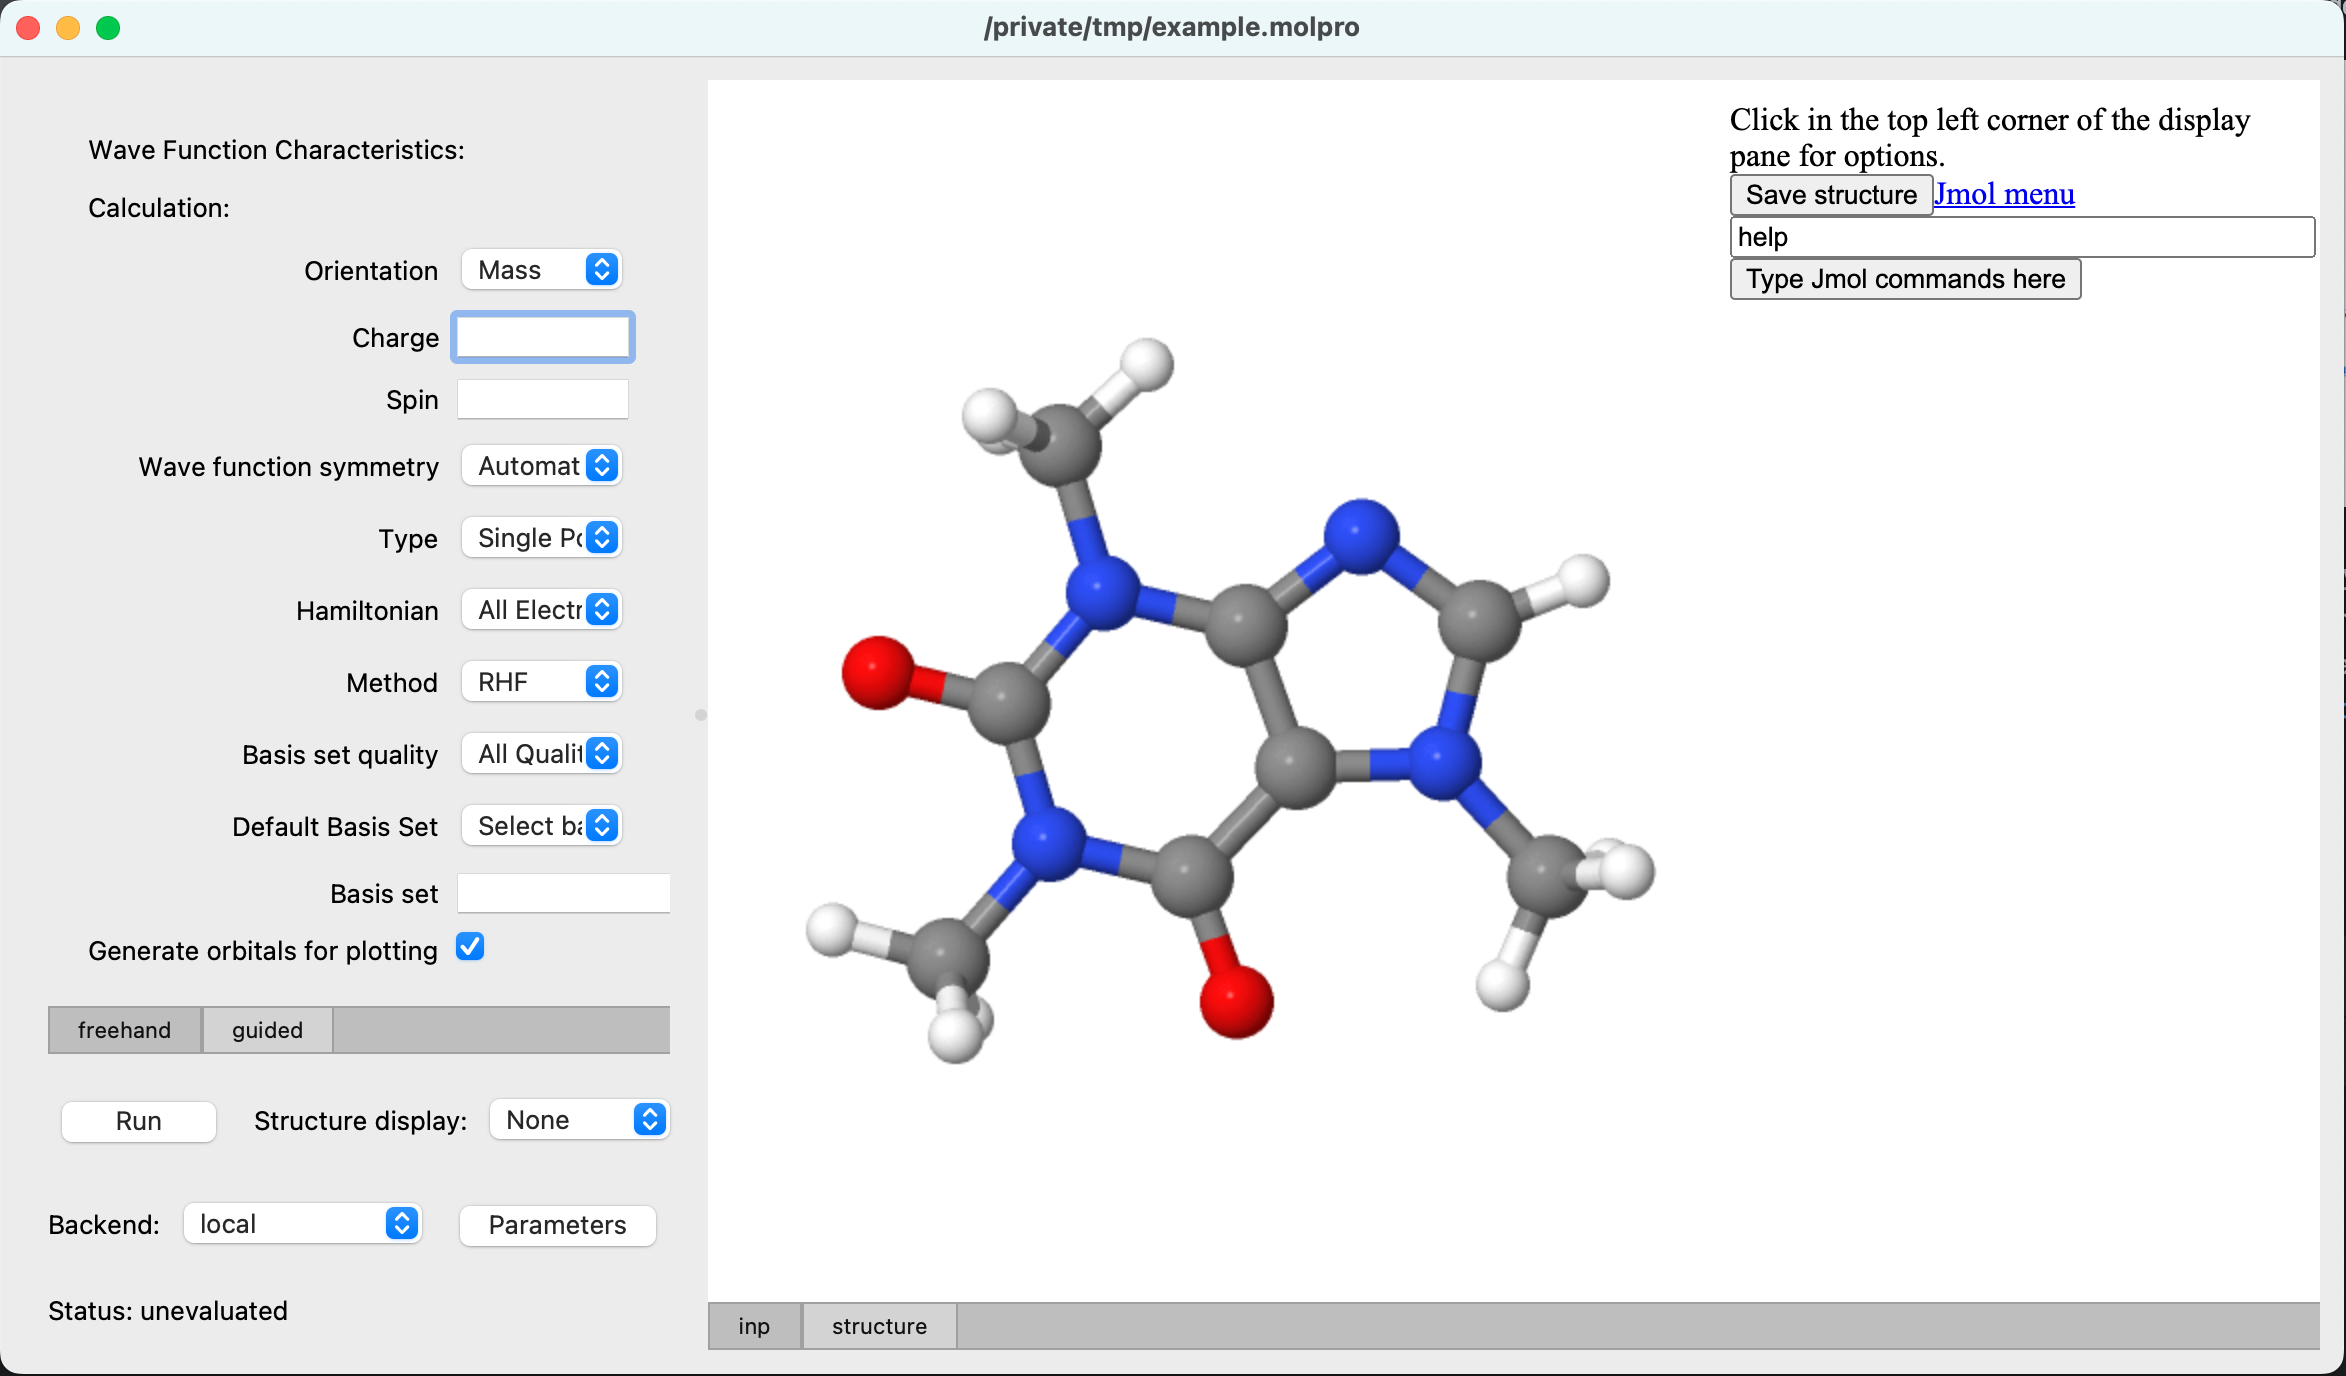 /private/tmp/example.molpro
Wave Function Characteristics:
Calculation:
Orientation Mass
Charge
Spin
Wave function symmetry Automat
Type Single Po
Hamiltonian All Electr
Method RHF
Basis set quality All Qualit
Default Basis Set Select ba
Basis set
Generate orbitals for plotting
freehand guided
Run Structure display: None
Backend: local Parameters
Status: unevaluated
Click in the top left corner of the display
pane for options.
Save structure Jmol menu
help
Type Jmol commands here
inp structure